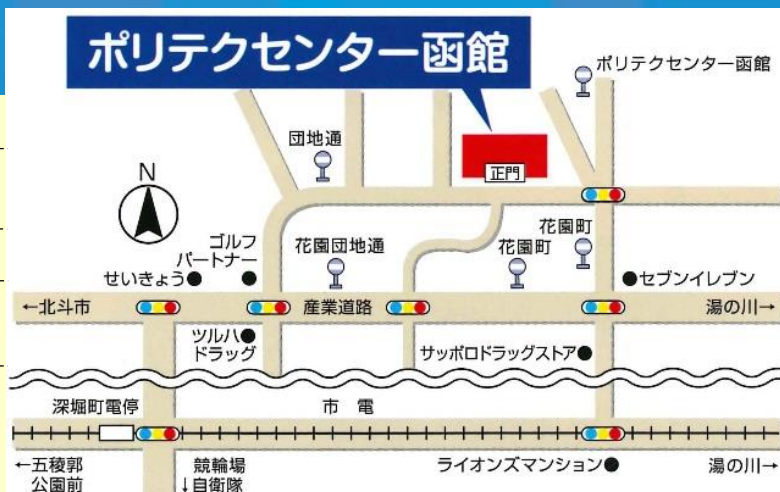 ポリテクセンター函館
ポリテクセンター函館
団地通
正門
N
ゴルフ
パートナー
せいきょう
花園団地通
花園町
花園町
セブンイレブン
←北斗市
産業道路
湯の川→
ツルハ
ドラッグ
サッポロドラッグストア
深堀町電停
市電
←五稜郭
公園前
競輪場
↓自衛隊
ライオンズマンション
湯の川→